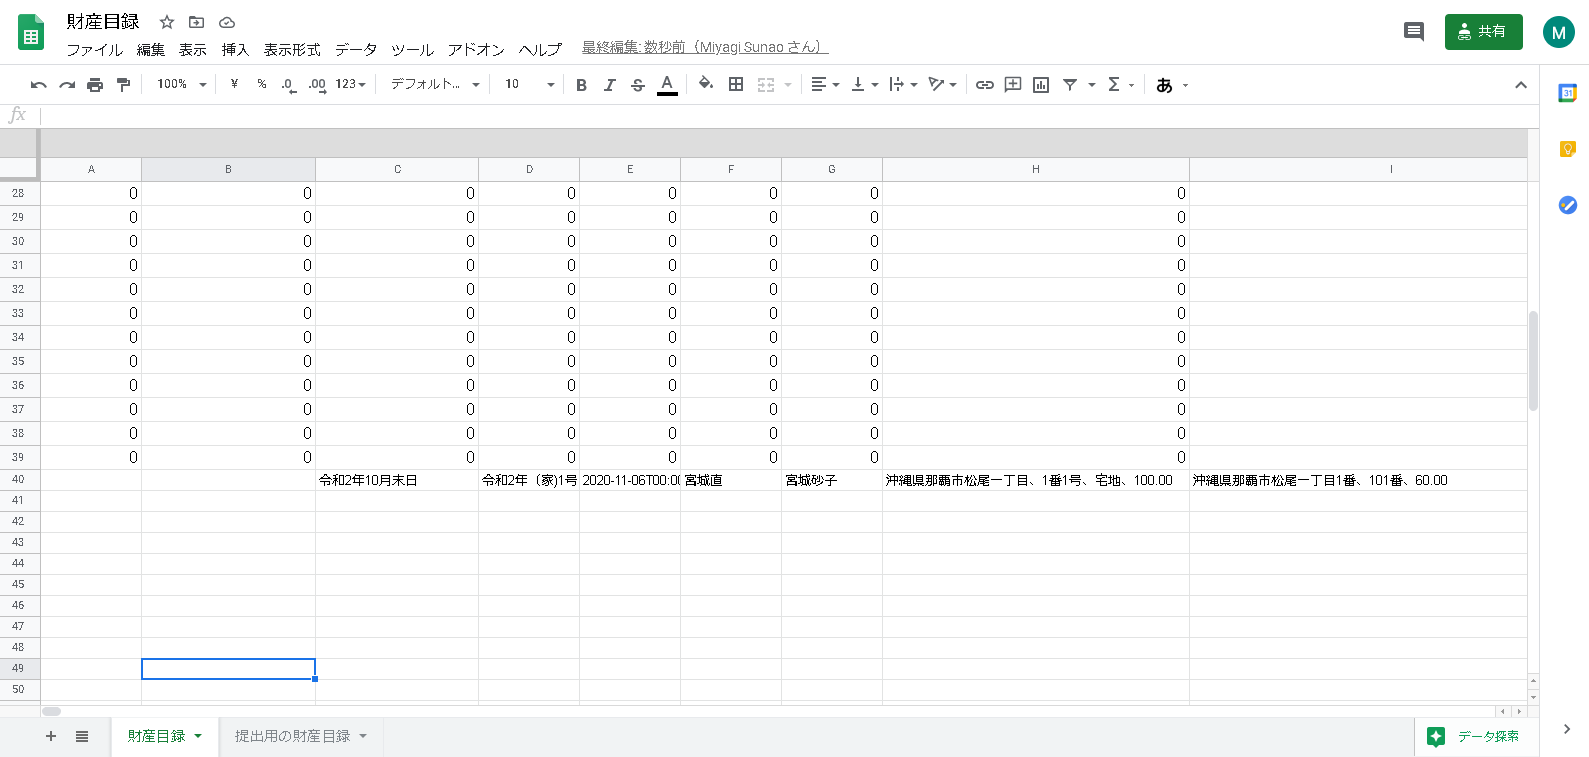 財産目録
ファイル 編集 表示 挿入 表示形式 データ ツール アドオン ヘルプ 最終編集: 数秒前（Miyagi Sunao さん）
共有
M
100% ¥ % .0 .00 123 デフォルト... 10 B I S A あ
31
fx
A B C D E F G H I
28 0 0 0 0 0 0 0 0
29 0 0 0 0 0 0 0 0
30 0 0 0 0 0 0 0 0
31 0 0 0 0 0 0 0 0
32 0 0 0 0 0 0 0 0
33 0 0 0 0 0 0 0 0
34 0 0 0 0 0 0 0 0
35 0 0 0 0 0 0 0 0
36 0 0 0 0 0 0 0 0
37 0 0 0 0 0 0 0 0
38 0 0 0 0 0 0 0 0
39 0 0 0 0 0 0 0 0
40 令和2年10月末日 令和2年（家)1号 2020-11-06T00:00 宮城直 宮城砂子 沖縄県那覇市松尾一丁目、1番1号、宅地、100.00 沖縄県那覇市松尾一丁目1番、101番、60.00
41
42
43
44
45
46
47
48
49
50
財産目録 提出用の財産目録 データ探索